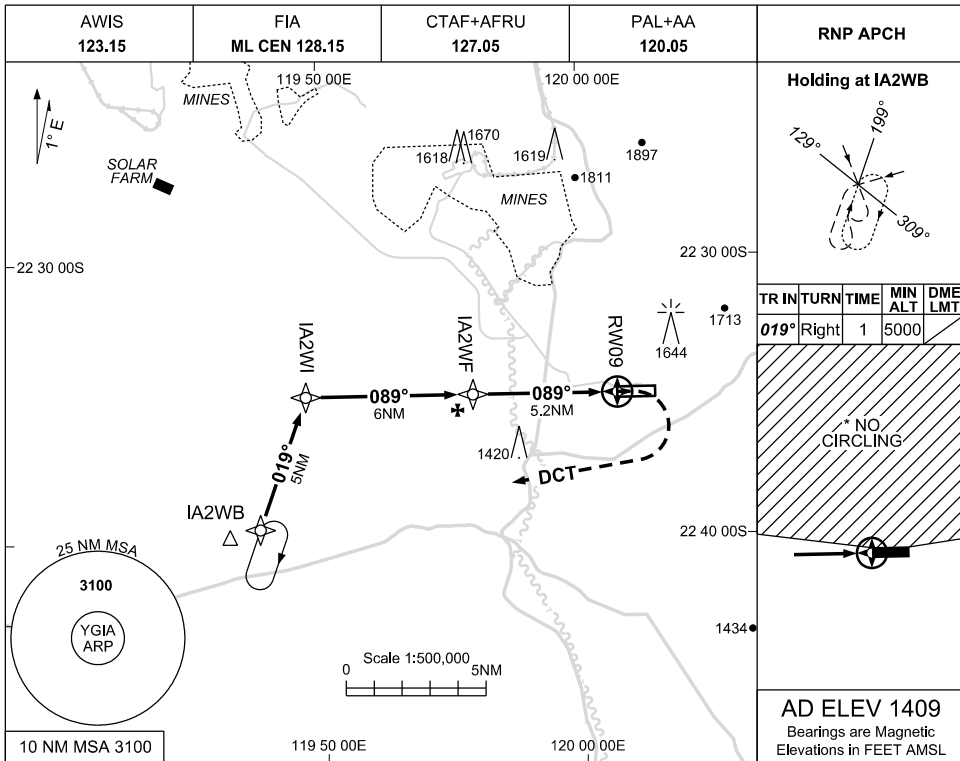 AWIS
123.15
FIA
ML CEN 128.15
CTAF+AFRU
127.05
PAL+AA
120.05
RNP APCH
119 50 00E
120 00 00E
MINES
1° E
SOLAR
FARM
1618
1670
1619
1897
1811
MINES
22 30 00S
22 30 00S
1713
1644
IA2WI
IA2WF
RW09
089°
6NM
089°
5.2NM
019°
5NM
1420
DCT
IA2WB
22 40 00S
25 NM MSA
3100
YGIA
ARP
Scale 1:500,000
0
5NM
1434
10 NM MSA 3100
119 50 00E
120 00 00E
Holding at IA2WB
129°
199°
309°
TR IN
TURN
TIME
MIN
ALT
DME
LMT
019°
Right
1
5000
* NO
CIRCLING
AD ELEV 1409
Bearings are Magnetic
Elevations in FEET AMSL